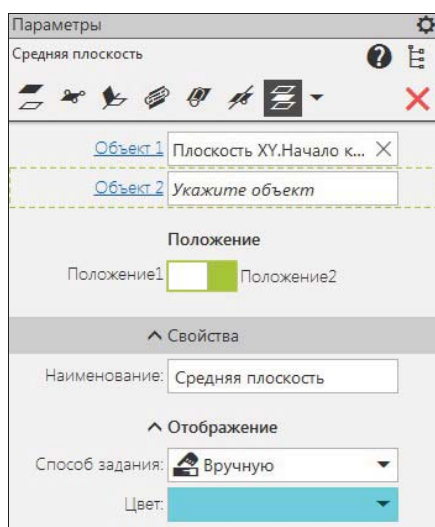 Параметры
Средняя плоскость
Объект 1 Плоскость XY.Начало к...
Объект 2 Укажите объект
Положение
Положение1 Положение2
Свойства
Наименование: Средняя плоскость
Отображение
Способ задания: Вручную
Цвет: